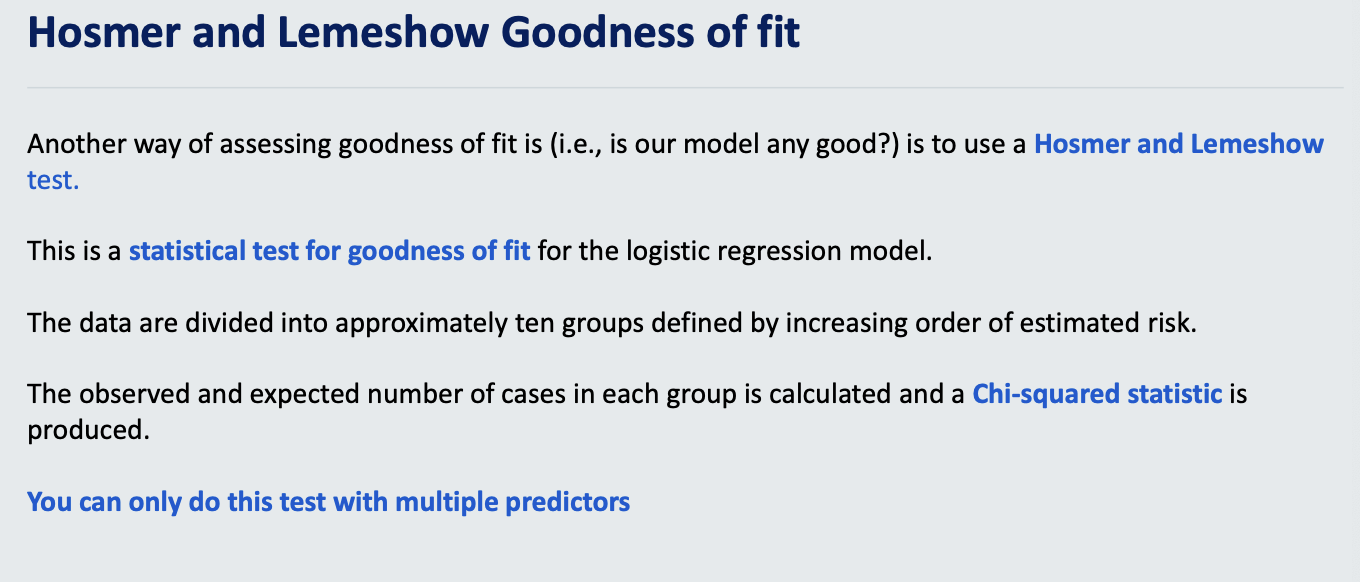 Hosmer and Lemeshow Goodness of fit
Another way of assessing goodness of fit is (i.e., is our model any good?) is to use a Hosmer and Lemeshow
test.
This is a statistical test for goodness of fit for the logistic regression model.
The data are divided into approximately ten groups defined by increasing order of estimated risk.
The observed and expected number of cases in each group is calculated and a Chi-squared statistic is
produced.
You can only do this test with multiple predictors